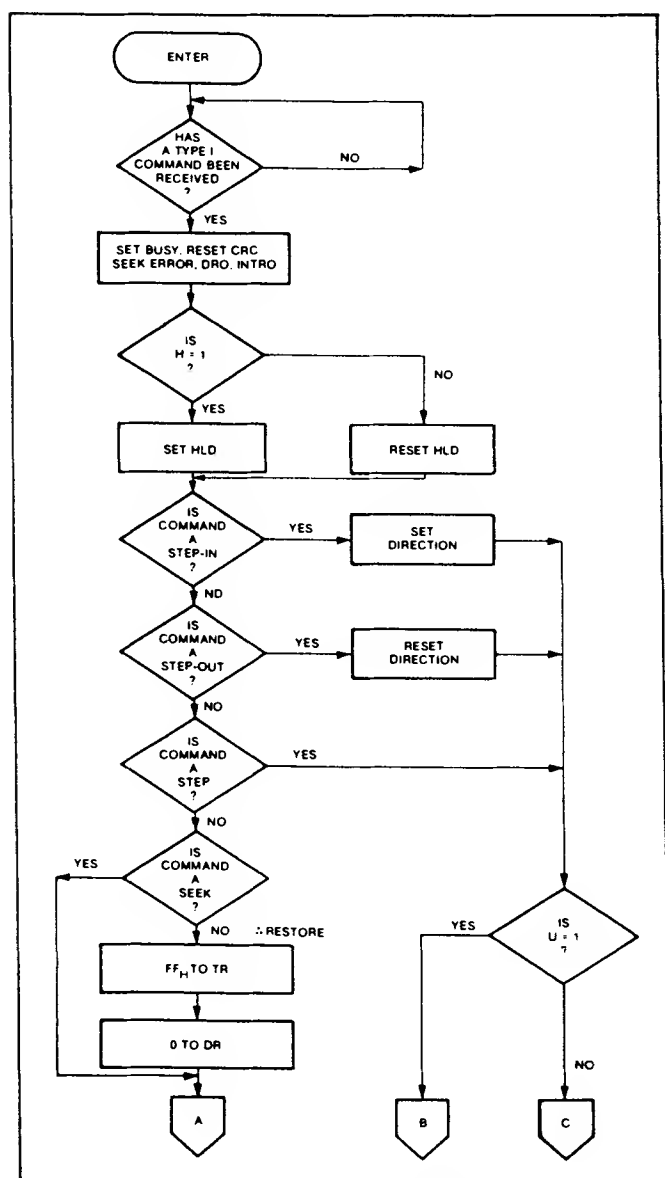 ENTER
HAS
A TYPE I
COMMAND BEEN
RECEIVED
?
NO
YES
SET BUSY, RESET CRC
SEEK ERROR, DRQ, INTRQ
IS
H = 1
?
NO
YES
SET HLD
RESET HLD
IS
COMMAND
A
STEP-IN
?
YES
SET
DIRECTION
NO
IS
COMMAND
A
STEP-OUT
?
YES
RESET
DIRECTION
NO
IS
COMMAND
A
STEP
?
YES
NO
IS
COMMAND
A
SEEK
?
YES
NO ∴ RESTORE
FFH TO TR
0 TO DR
A
IS
U = 1
?
YES
NO
B
C